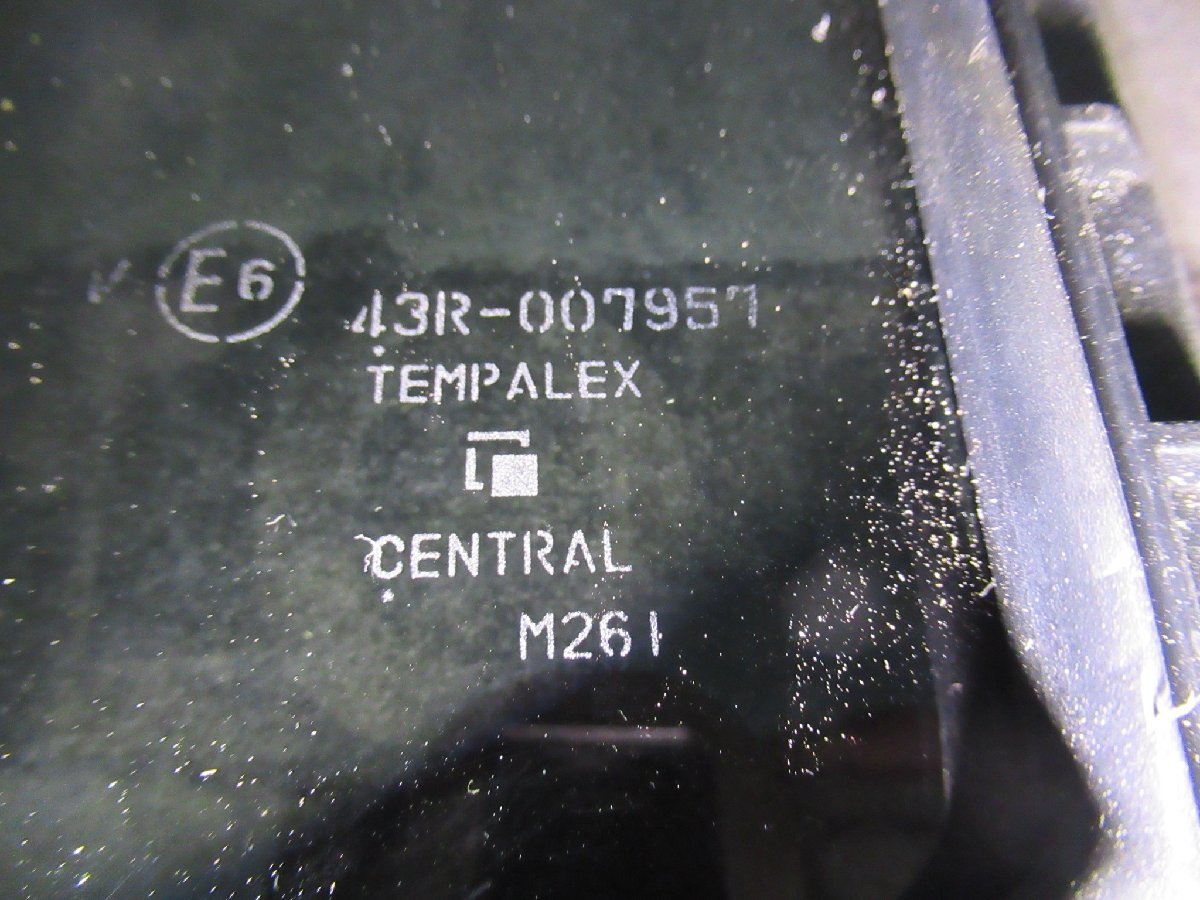 V E6 43R-007957
TEMPALEX
CENTRAL
M261